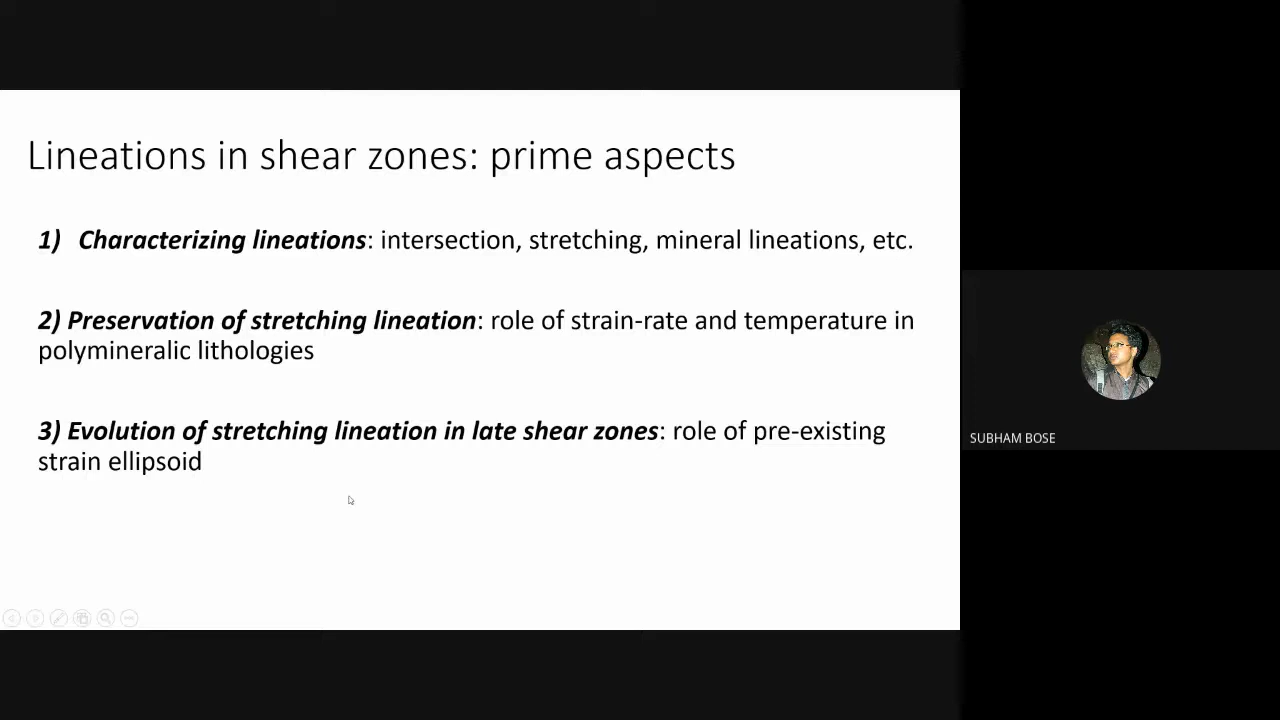 Lineations in shear zones: prime aspects
1) Characterizing lineations: intersection, stretching, mineral lineations, etc.
2) Preservation of stretching lineation: role of strain-rate and temperature in
polymineralic lithologies
3) Evolution of stretching lineation in late shear zones: role of pre-existing
strain ellipsoid
SUBHAM BOSE